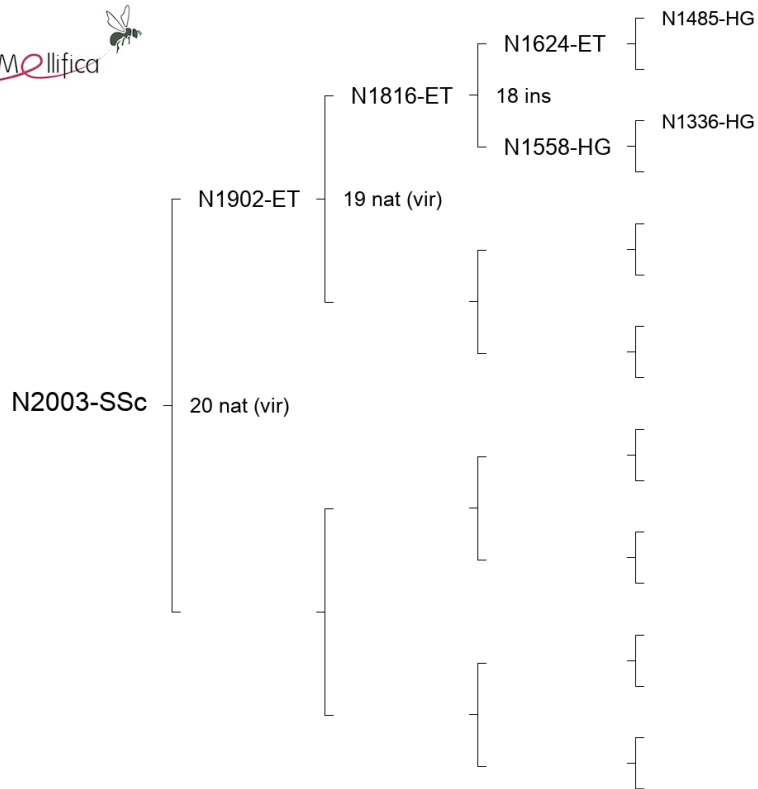 Mellifica
N1485-HG
N1624-ET
N1816-ET
18 ins
N1558-HG
N1336-HG
N1902-ET
19 nat (vir)
N2003-SSc
20 nat (vir)